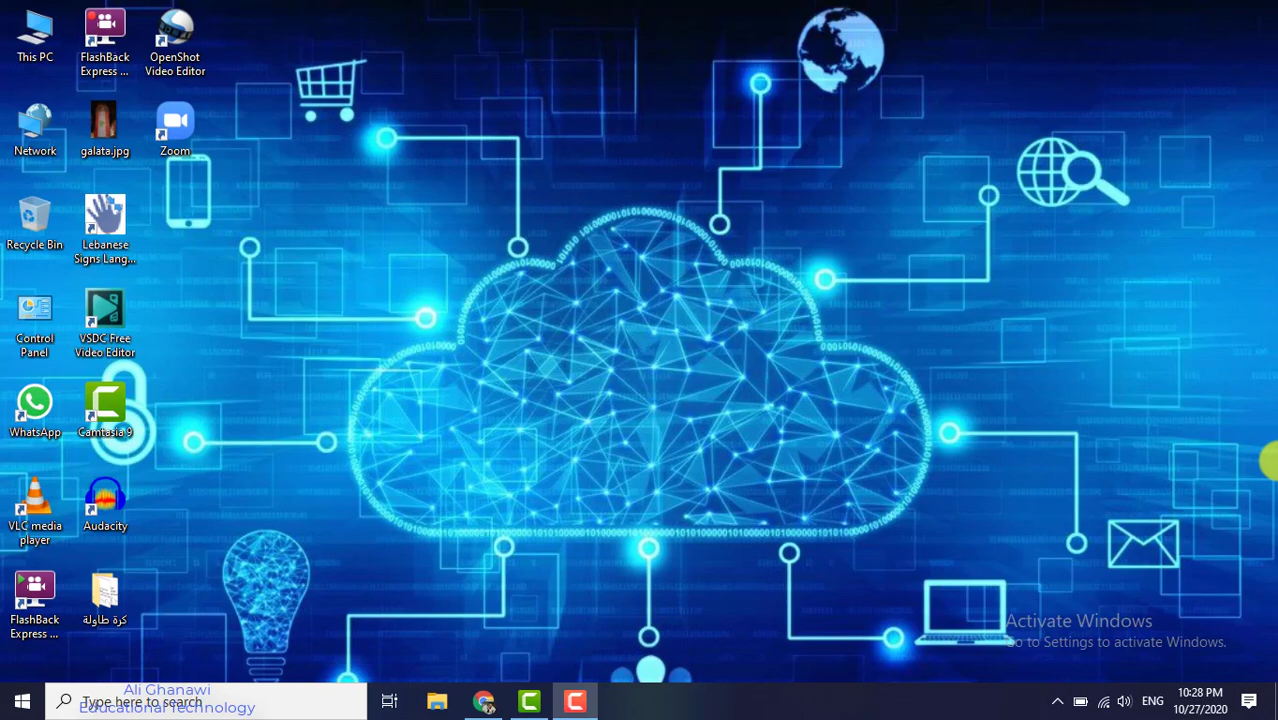 This PC
FlashBack
Express ...
OpenShot
Video Editor
Network
galata.jpg
Zoom
Recycle Bin
Lebanese
Signs Lang...
Control
Panel
VSDC Free
Video Editor
WhatsApp
Camtasia 9
VLC media
player
Audacity
FlashBack
Express ...
كرة طاولة
Activate Windows
Go to Settings to activate Windows.
Type here to search
Ali Ghanawi
Educational Technology
ENG
10:28 PM
10/27/2020